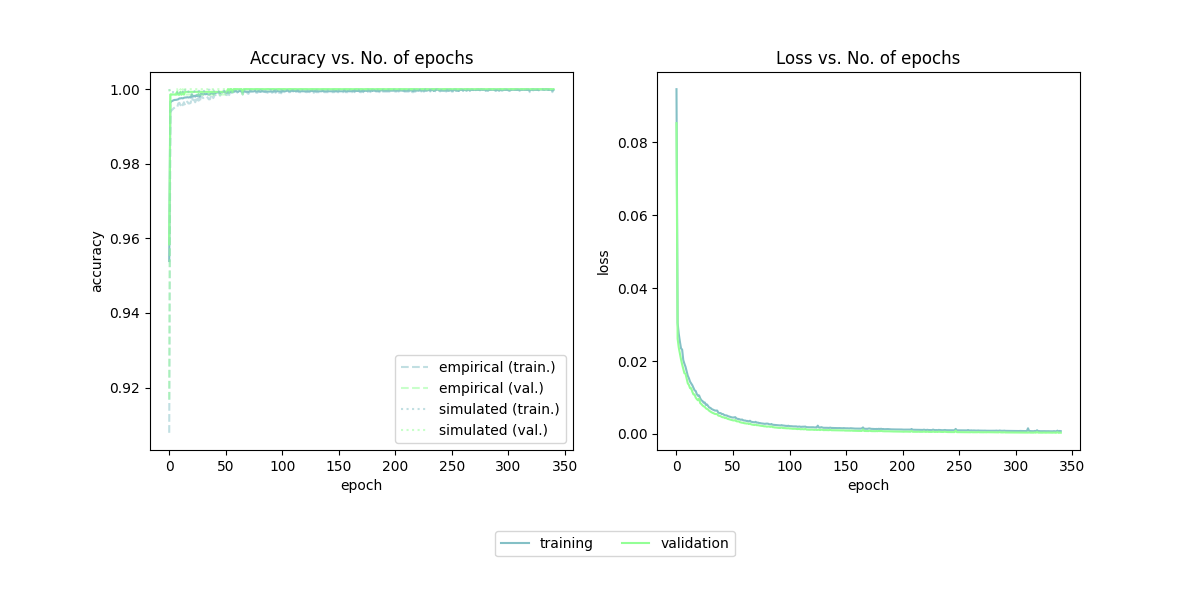 Accuracy vs. No. of epochs
1.00
0.98
0.96
0.94
0.92
accuracy
0 50 100 150 200 250 300 350
epoch
empirical (train.)
empirical (val.)
simulated (train.)
simulated (val.)
Loss vs. No. of epochs
0.08
0.06
0.04
0.02
0.00
loss
0 50 100 150 200 250 300 350
epoch
training validation